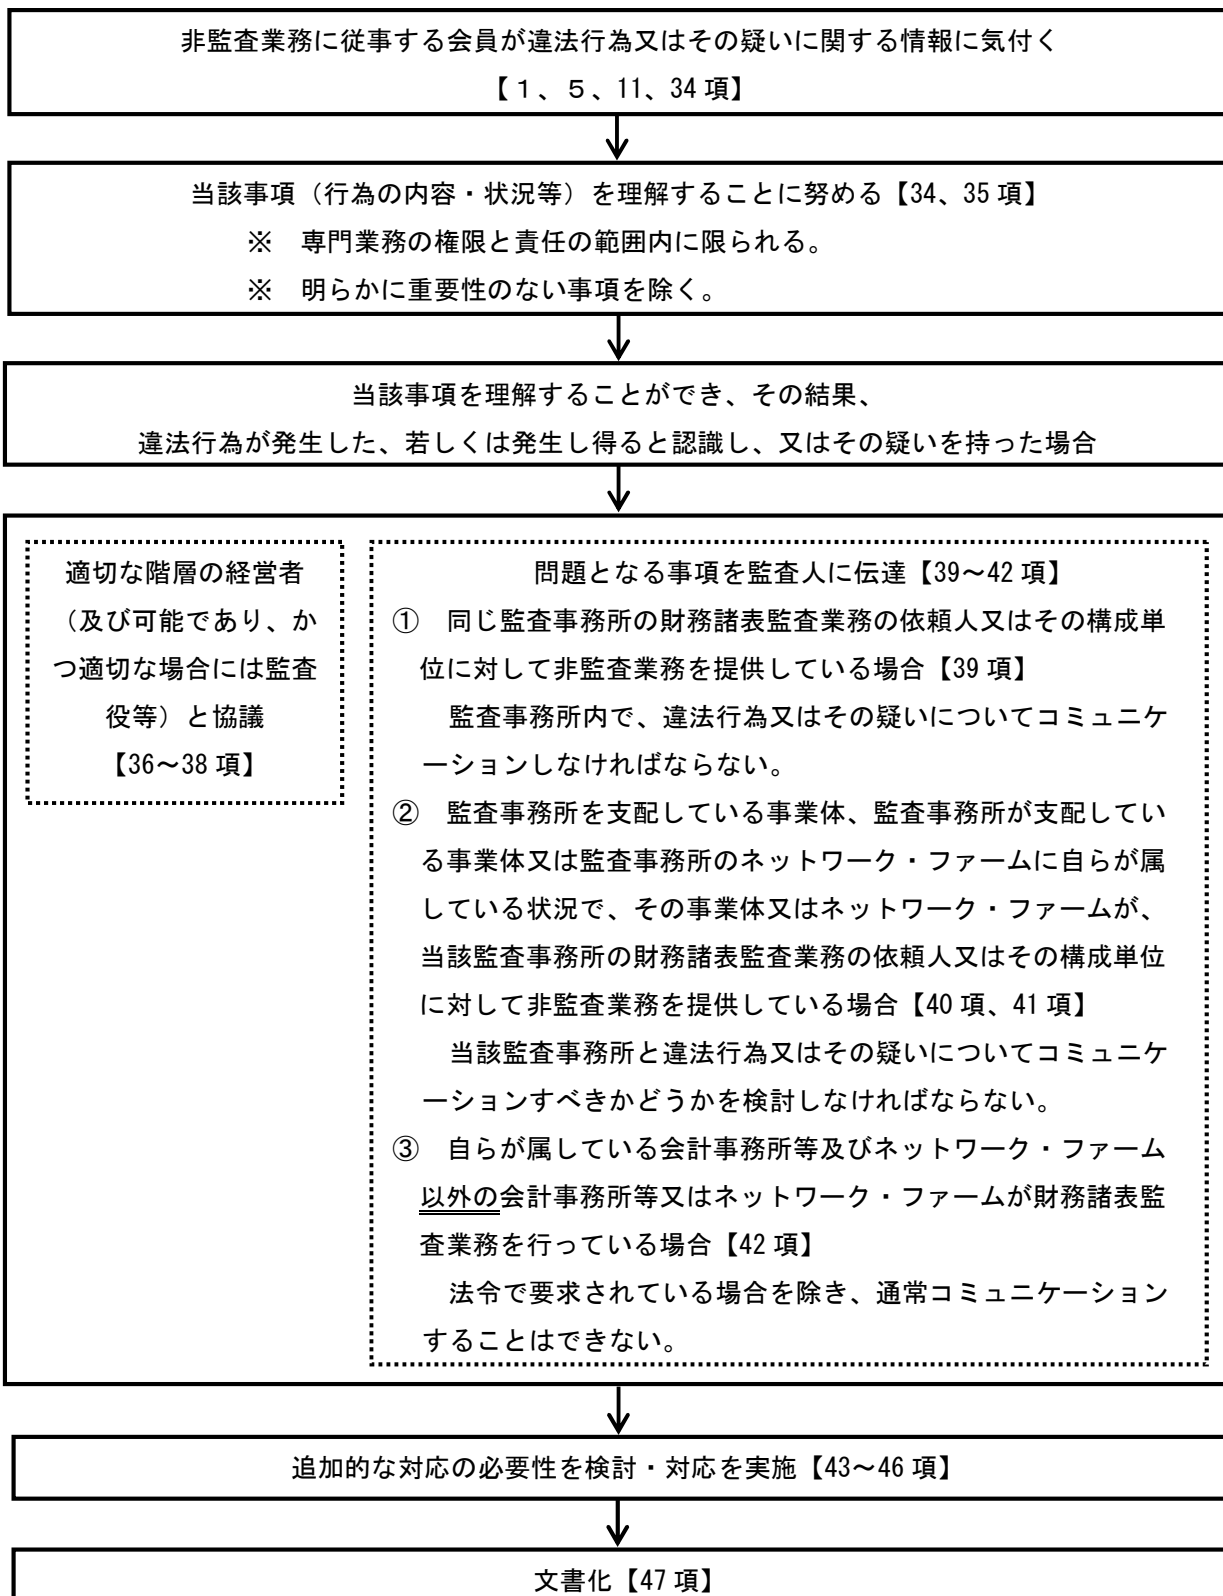 非監査業務に従事する会員が違法行為又はその疑いに関する情報に気付く
【１、５、11、34 項】
当該事項（行為の内容・状況等）を理解することに努める【34、35 項】
※　専門業務の権限と責任の範囲内に限られる。
※　明らかに重要性のない事項を除く。
当該事項を理解することができ、その結果、
違法行為が発生した、若しくは発生し得ると認識し、又はその疑いを持った場合
適切な階層の経営者
（及び可能であり、か
つ適切な場合には監査
役等）と協議
【36～38 項】
問題となる事項を監査人に伝達【39～42 項】
①　同じ監査事務所の財務諸表監査業務の依頼人又はその構成単
位に対して非監査業務を提供している場合【39 項】
監査事務所内で、違法行為又はその疑いについてコミュニケ
ーションしなければならない。
②　監査事務所を支配している事業体、監査事務所が支配してい
る事業体又は監査事務所のネットワーク・ファームに自らが属
している状況で、その事業体又はネットワーク・ファームが、
当該監査事務所の財務諸表監査業務の依頼人又はその構成単位
に対して非監査業務を提供している場合【40 項、41 項】
当該監査事務所と違法行為又はその疑いについてコミュニケ
ーションすべきかどうかを検討しなければならない。
③　自らが属している会計事務所等及びネットワーク・ファーム
以外の会計事務所等又はネットワーク・ファームが財務諸表監
査業務を行っている場合【42 項】
法令で要求されている場合を除き、通常コミュニケーション
することはできない。
追加的な対応の必要性を検討・対応を実施【43～46 項】
文書化【47 項】